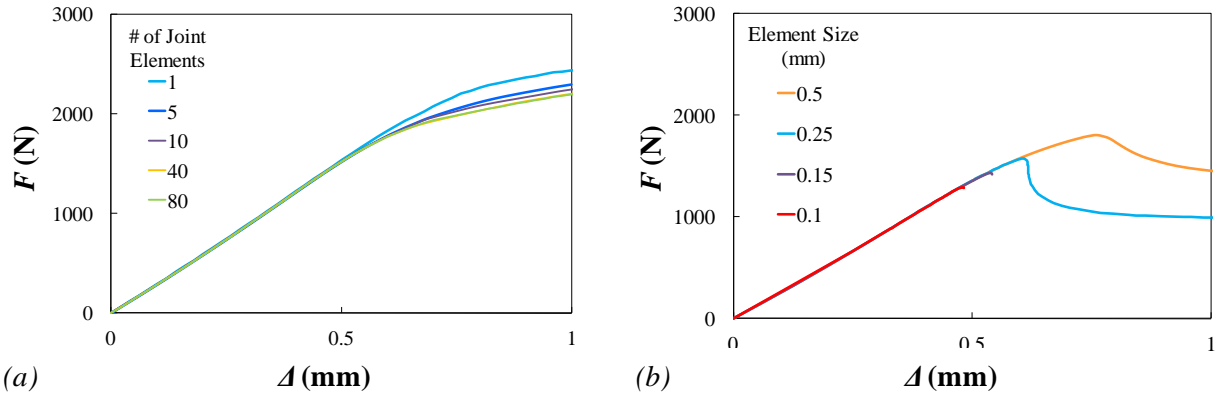 3000
2000
1000
0
F (N)
# of Joint
Elements
1
5
10
40
80
0
0.5
1
(a)
Δ (mm)
3000
2000
1000
0
F (N)
Element Size
(mm)
0.5
0.25
0.15
0.1
0
0.5
1
(b)
Δ (mm)